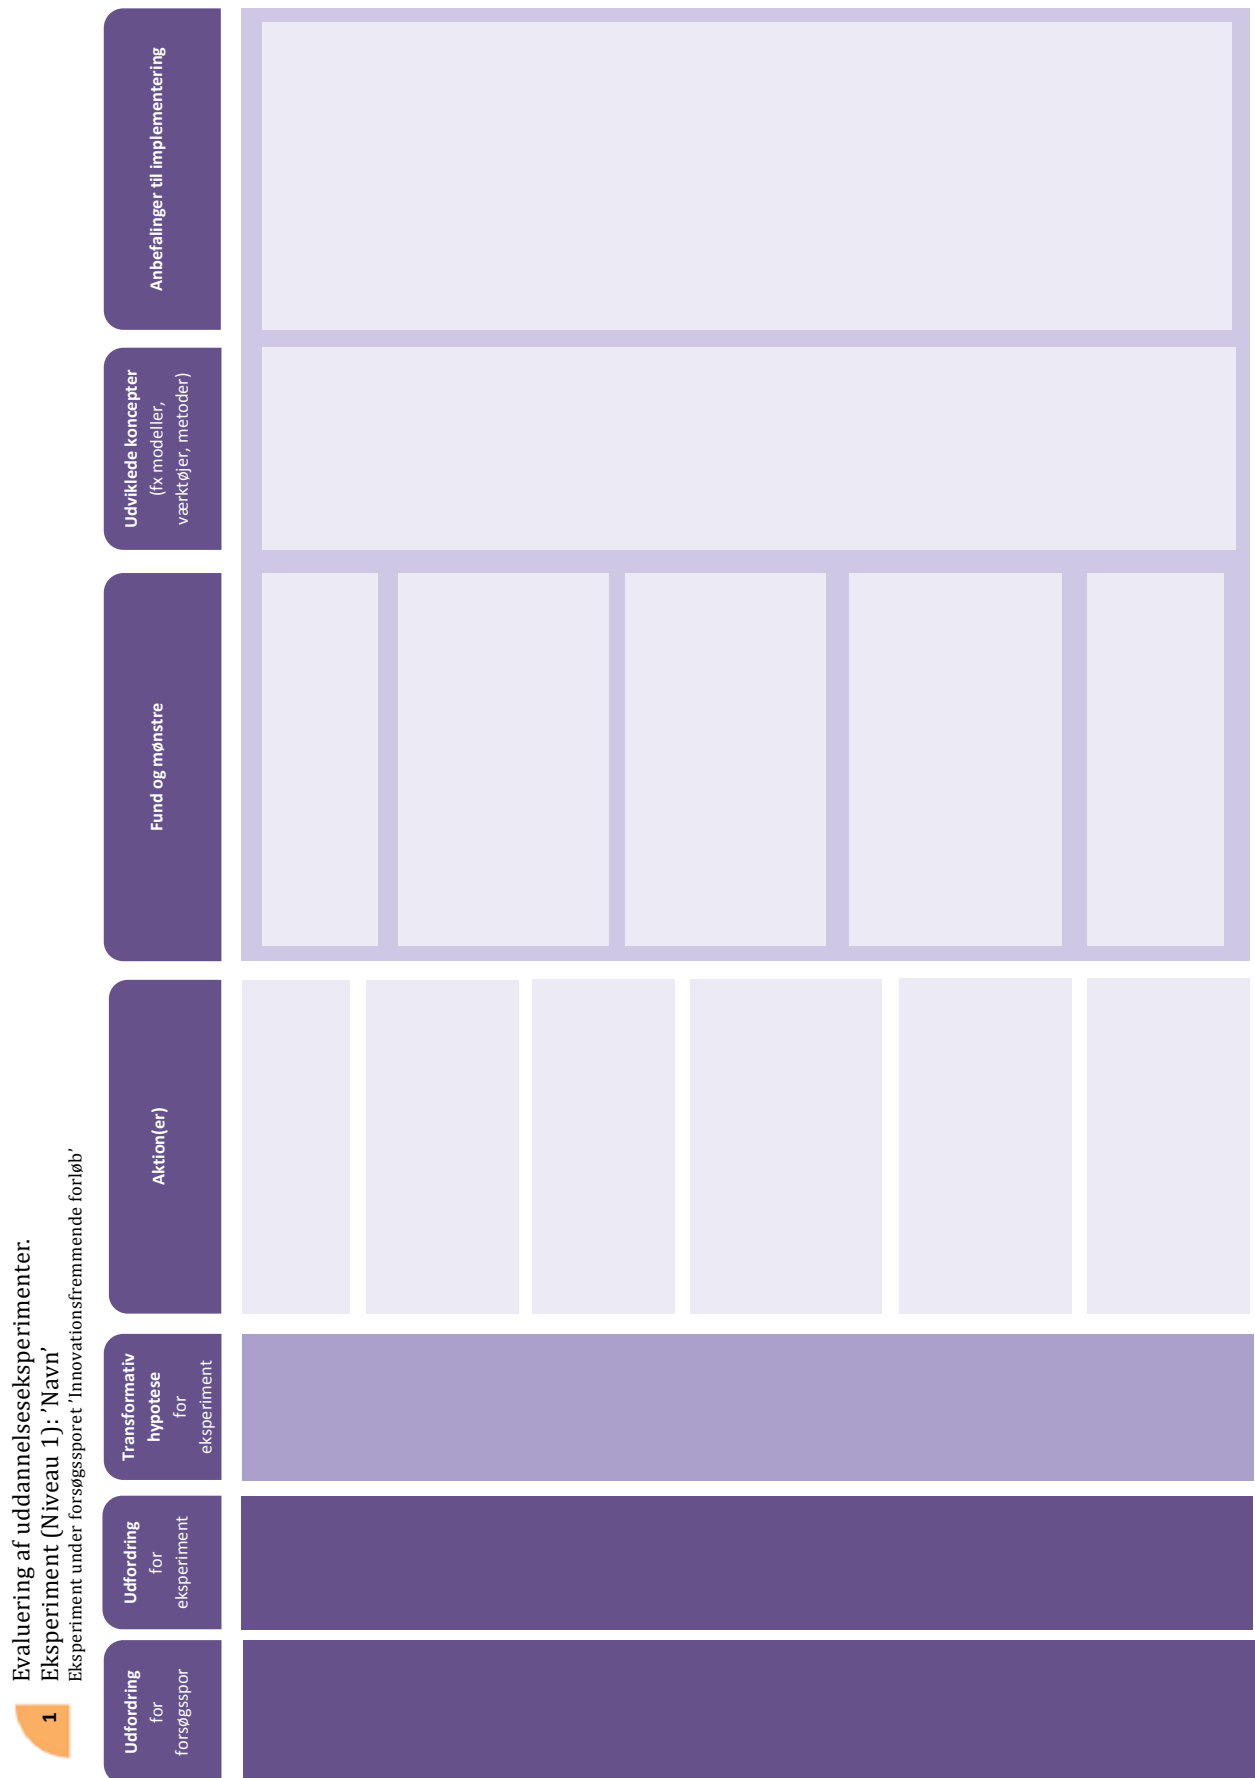 1
Evaluering af uddannelseseksperimenter.
Eksperiment (Niveau 1): 'Navn'
Eksperiment under forsøgssporet 'Innovationsfremmende forløb'
Udfordring
for
forsøgsspor
Udfordring
for
eksperiment
Transformativ
hypotese
for
eksperiment
Aktion(er)
Fund og mønstre
Udviklede koncepter
(fx modeller,
værktøjer, metoder)
Anbefalinger til implementering